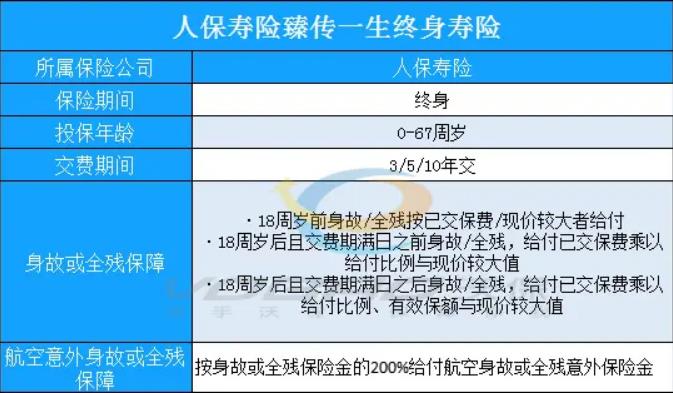 人保寿险臻传一生终身寿险
所属保险公司
人保寿险
保险期间
终身
投保年龄
0-67周岁
交费期间
3/5/10年交
身故或全残保障
·18周岁前身故/全残按已交保费/现价较大者给付
·18周岁后且交费期满日之前身故/全残，给付已交保费乘以
给付比例与现价较大值
·18周岁后且交费期满日之后身故/全残，给付已交保费乘以
给付比例、有效保额与现价较大值
航空意外身故或全残
保障
按身故或全残保险金的200%给付航空身故或全残意外保险金